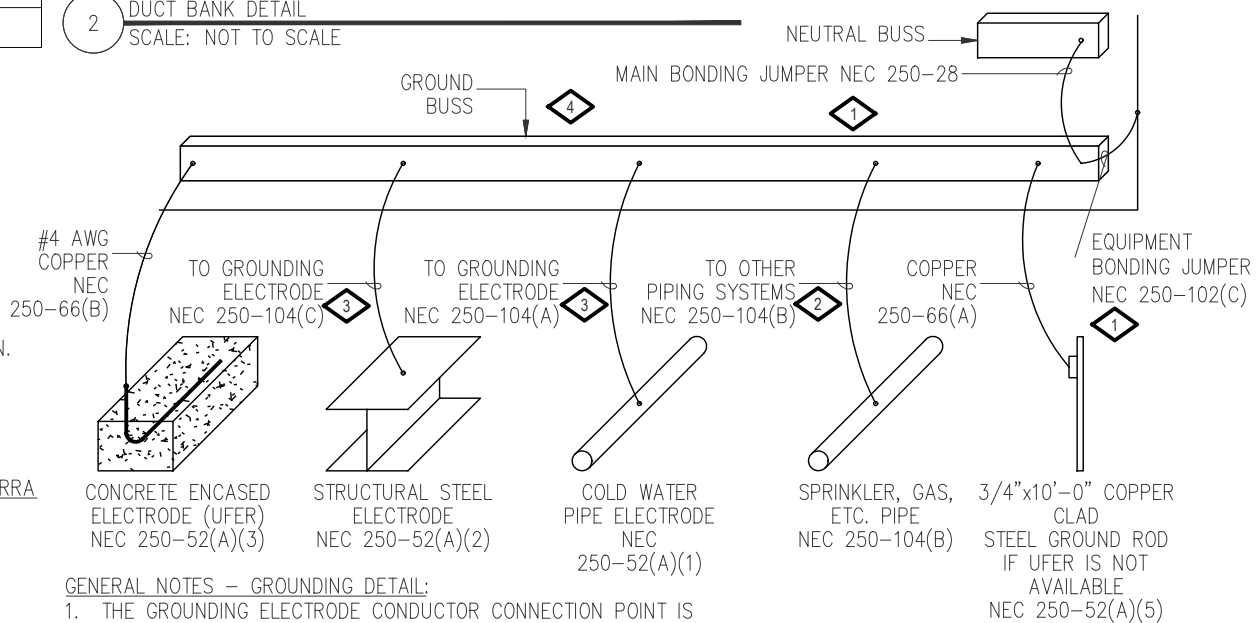 2
DUCT BANK DETAIL
SCALE: NOT TO SCALE
NEUTRAL BUSS
MAIN BONDING JUMPER NEC 250-28
GROUND
BUSS
4
1
#4 AWG
COPPER
NEC
250-66(B)
TO GROUNDING
ELECTRODE
NEC 250-104(C)
3
TO GROUNDING
ELECTRODE
NEC 250-104(A)
3
TO OTHER
PIPING SYSTEMS
NEC 250-104(B)
2
COPPER
NEC
250-66(A)
EQUIPMENT
BONDING JUMPER
NEC 250-102(C)
1
N.
RRA
CONCRETE ENCASED
ELECTRODE (UFER)
NEC 250-52(A)(3)
STRUCTURAL STEEL
ELECTRODE
NEC 250-52(A)(2)
COLD WATER
PIPE ELECTRODE
NEC
250-52(A)(1)
SPRINKLER, GAS,
ETC. PIPE
NEC 250-104(B)
3/4"x10'-0" COPPER
CLAD
STEEL GROUND ROD
IF UFER IS NOT
AVAILABLE
NEC 250-52(A)(5)
GENERAL NOTES - GROUNDING DETAIL:
1. THE GROUNDING ELECTRODE CONDUCTOR CONNECTION POINT IS